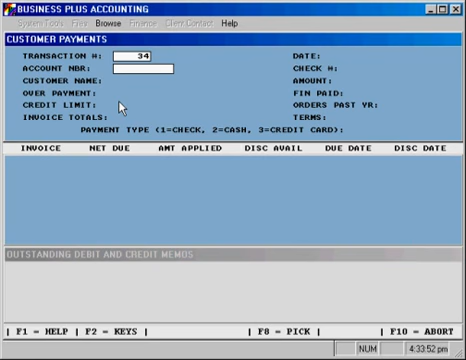 BUSINESS PLUS ACCOUNTING
System Tools Files Browse Finance Client Contact Help
CUSTOMER PAYMENTS
TRANSACTION #: 34 DATE:
ACCOUNT NBR: CHECK #:
CUSTOMER NAME: AMOUNT:
OVER PAYMENT: FIN PAID:
CREDIT LIMIT: ORDERS PAST YR:
INVOICE TOTALS: TERMS:
PAYMENT TYPE (1=CHECK, 2=CASH, 3=CREDIT CARD):
INVOICE NET DUE AMT APPLIED DISC AVAIL DUE DATE DISC DATE
OUTSTANDING DEBIT AND CREDIT MEMOS
| F1 = HELP | F2 = KEYS | | F8 = PICK | | F10 = ABORT
NUM 4:33:52 pm